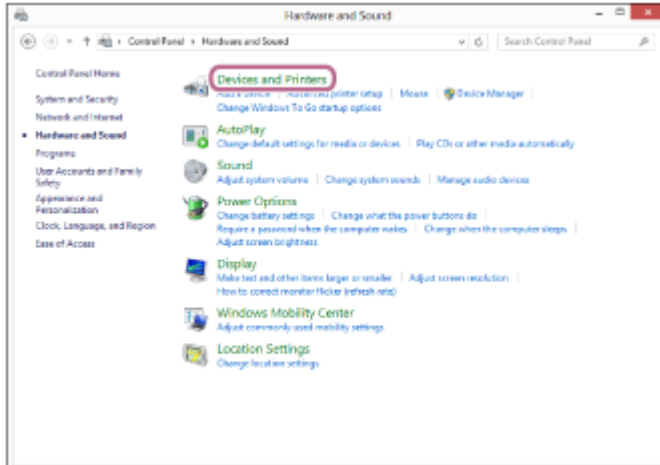 Hardware and Sound
Control Panel › Hardware and Sound
Search Control Panel
Control Panel Home
System and Security
Network and Internet
Hardware and Sound
Programs
User Accounts and Family
Safety
Appearance and
Personalization
Clock, Language, and Region
Ease of Access
Devices and Printers
Add a device | Advanced printer setup | Mouse | Device Manager
Change Windows To Go startup options
AutoPlay
Change default settings for media or devices | Play CDs or other media automatically
Sound
Adjust system volume | Change system sounds | Manage audio devices
Power Options
Change battery settings | Change what the power buttons do
Require a password when the computer wakes | Change when the computer sleeps
Adjust screen brightness
Display
Make text and other items larger or smaller | Adjust screen resolution
How to correct monitor flicker (refresh rate)
Windows Mobility Center
Adjust commonly used mobility settings
Location Settings
Change location settings